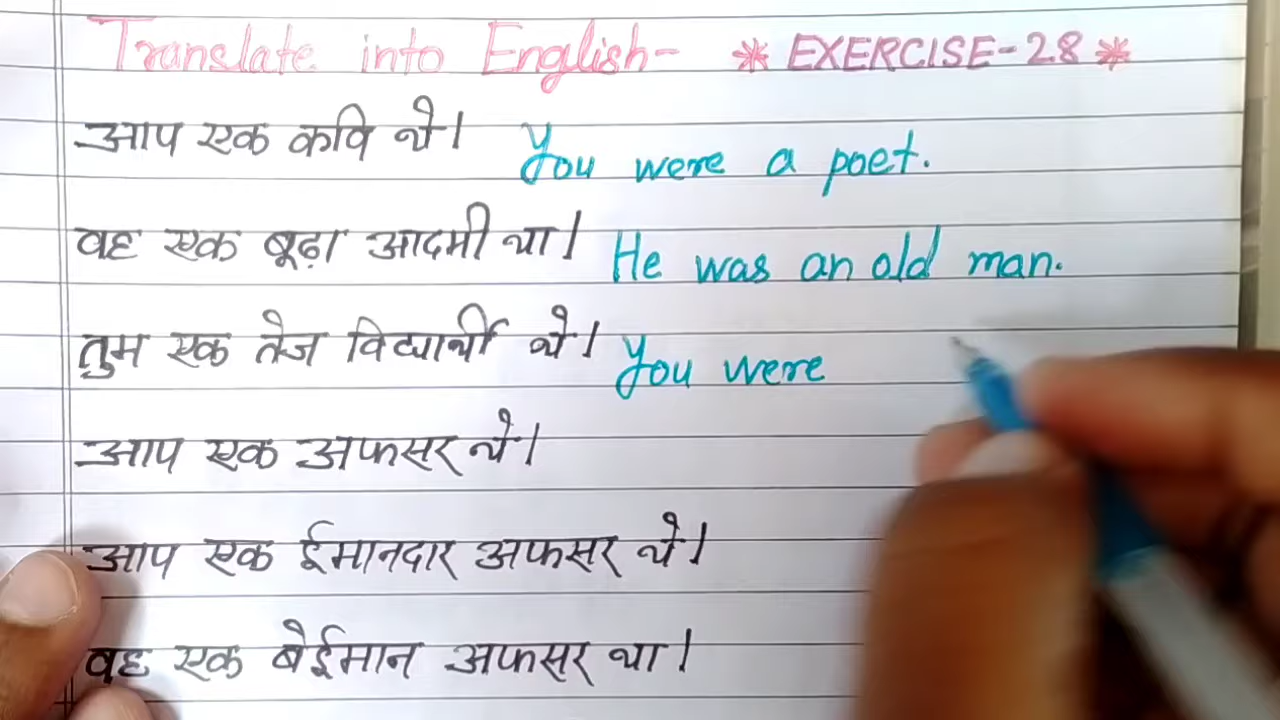 Translate into English- * EXERCISE-28 *
आप एक कवि थे। You were a poet.
वह एक बूढ़ा आदमी था। He was an old man.
तुम एक तेज विद्यार्थी थे। You were
आप एक अफसर थे।
आप एक ईमानदार अफसर थे।
वह एक बेईमान अफसर था।